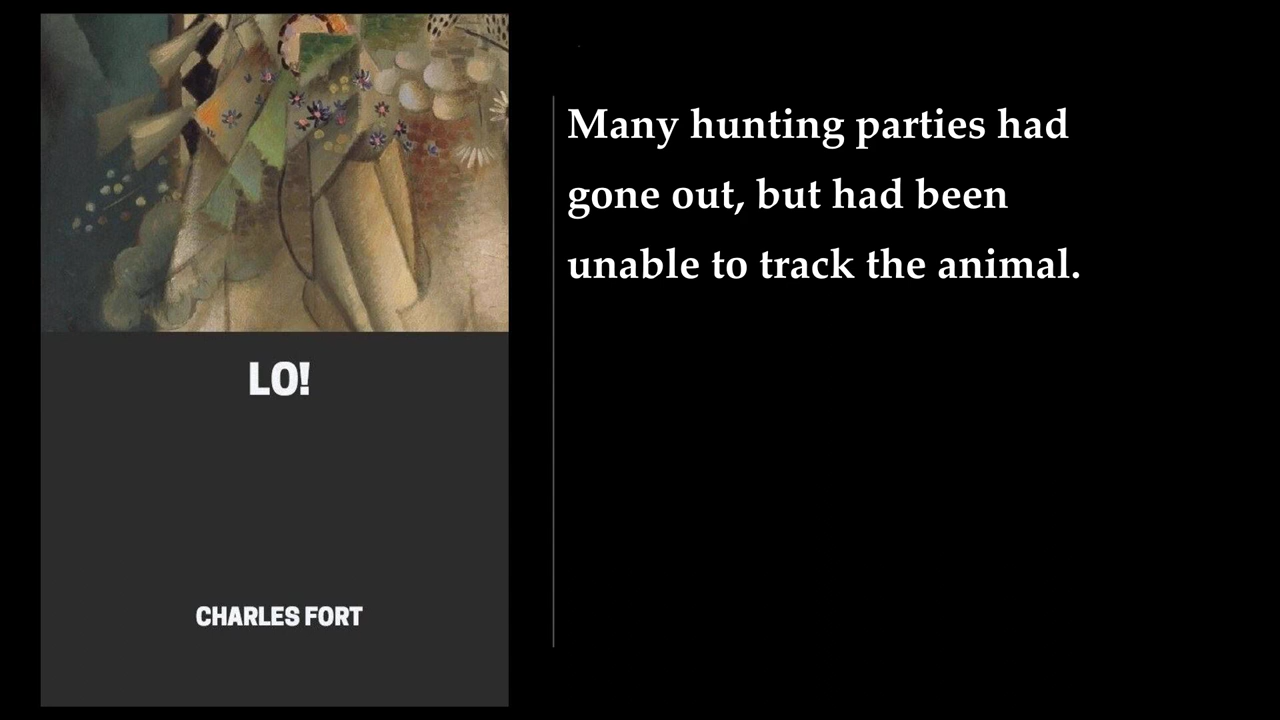 LO!
CHARLES FORT
Many hunting parties had
gone out, but had been
unable to track the animal.